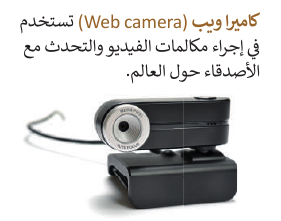 كاميرا ويب (Web camera) تستخدم
في إجراء مكالمات الفيديو والتحدث مع
الأصدقاء حول العالم.